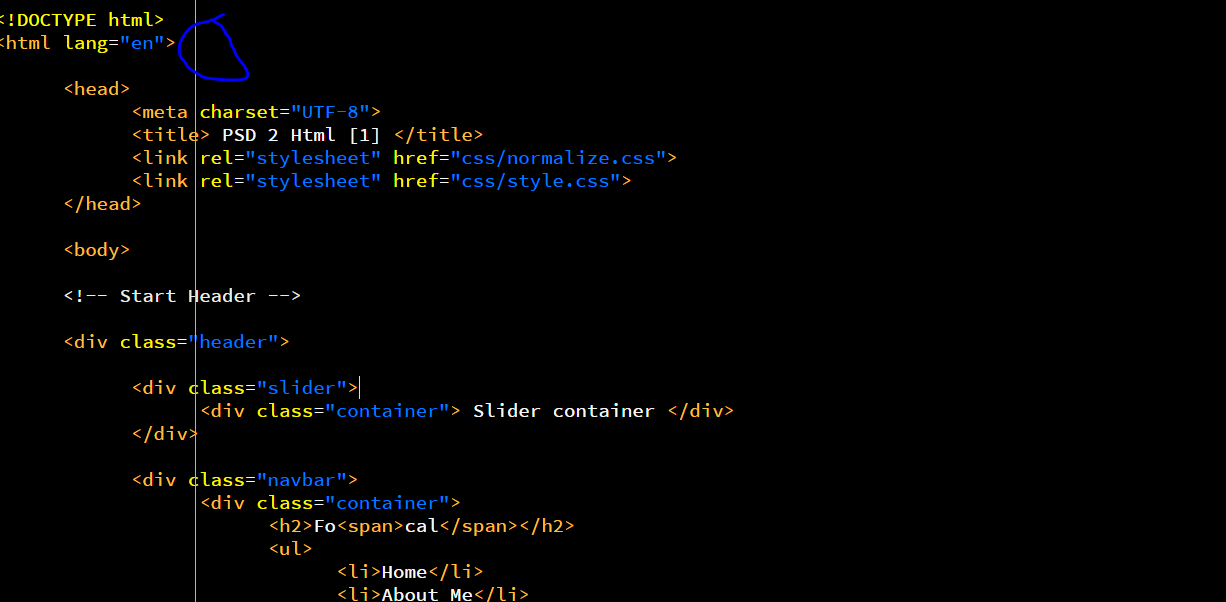 <!DOCTYPE html>
<html lang="en">
<head>
<meta charset="UTF-8">
<title> PSD 2 Html [1] </title>
<link rel="stylesheet" href="css/normalize.css">
<link rel="stylesheet" href="css/style.css">
</head>
<body>
<!-- Start Header -->
<div class="header">
<div class="slider">
<div class="container"> Slider container </div>
</div>
<div class="navbar">
<div class="container">
<h2>Fo<span>cal</span></h2>
<ul>
<li>Home</li>
<li>About Me</li>